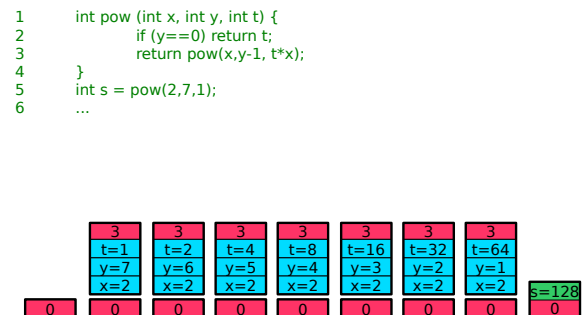 1 int pow (int x, int y, int t) {
2 if (y==0) return t;
3 return pow(x,y-1, t*x);
4 }
5 int s = pow(2,7,1);
6 ...
3 3 3 3 3 3 3
t=1 t=2 t=4 t=8 t=16 t=32 t=64
y=7 y=6 y=5 y=4 y=3 y=2 y=1
x=2 x=2 x=2 x=2 x=2 x=2 x=2 s=128
0 0 0 0 0 0 0 0 0